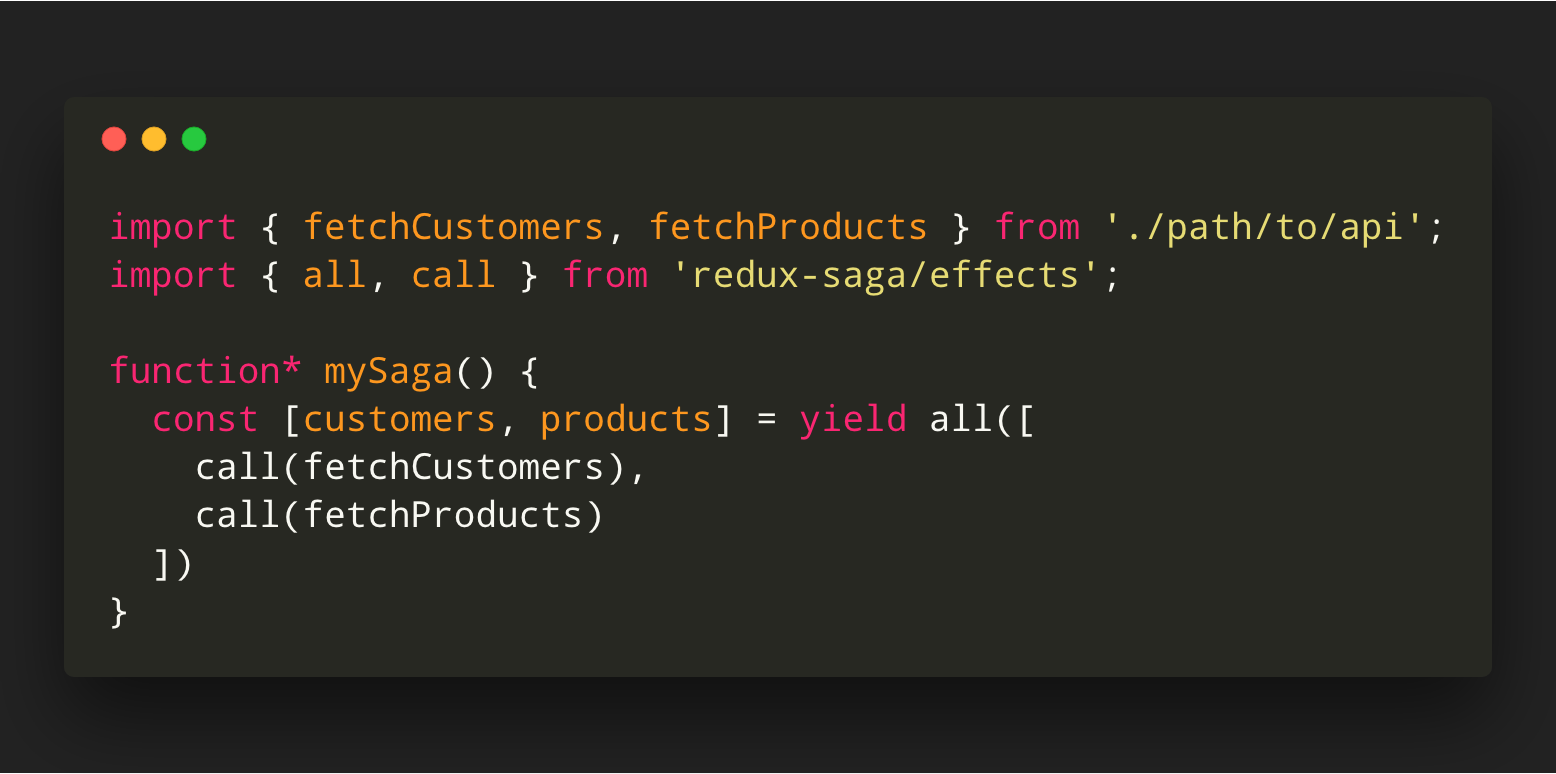 import { fetchCustomers, fetchProducts } from './path/to/api';
import { all, call } from 'redux-saga/effects';

function* mySaga() {
  const [customers, products] = yield all([
    call(fetchCustomers),
    call(fetchProducts)
  ])
}